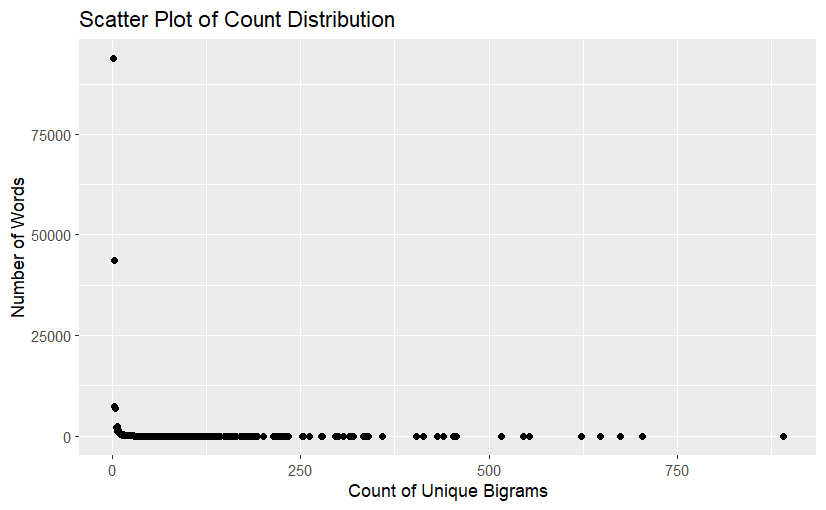 Scatter Plot of Count Distribution
Number of Words
75000
50000
25000
0
0 250 500 750
Count of Unique Bigrams